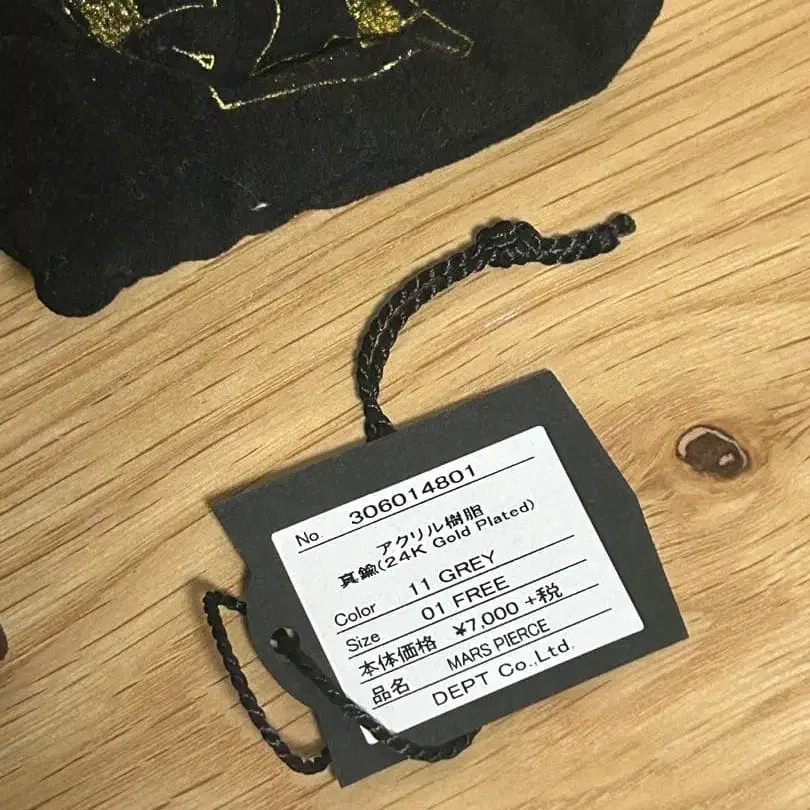 No. 306014801
アクリル樹脂
真鍮(24K Gold Plated)
Color 11 GREY
Size 01 FREE
本体価格 ¥7,000 +税
品名 MARS PIERCE
DEPT Co.,Ltd.